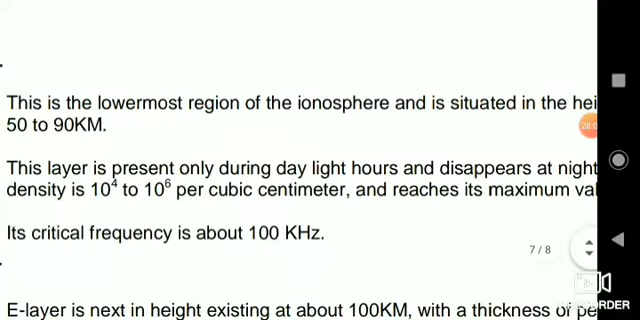 This is the lowermost region of the ionosphere and is situated in the hei
50 to 90KM.
This layer is present only during day light hours and disappears at night
density is 10⁴ to 10⁶ per cubic centimeter, and reaches its maximum val
Its critical frequency is about 100 KHz.
7 / 8
E-layer is next in height existing at about 100KM, with a thickness of pe